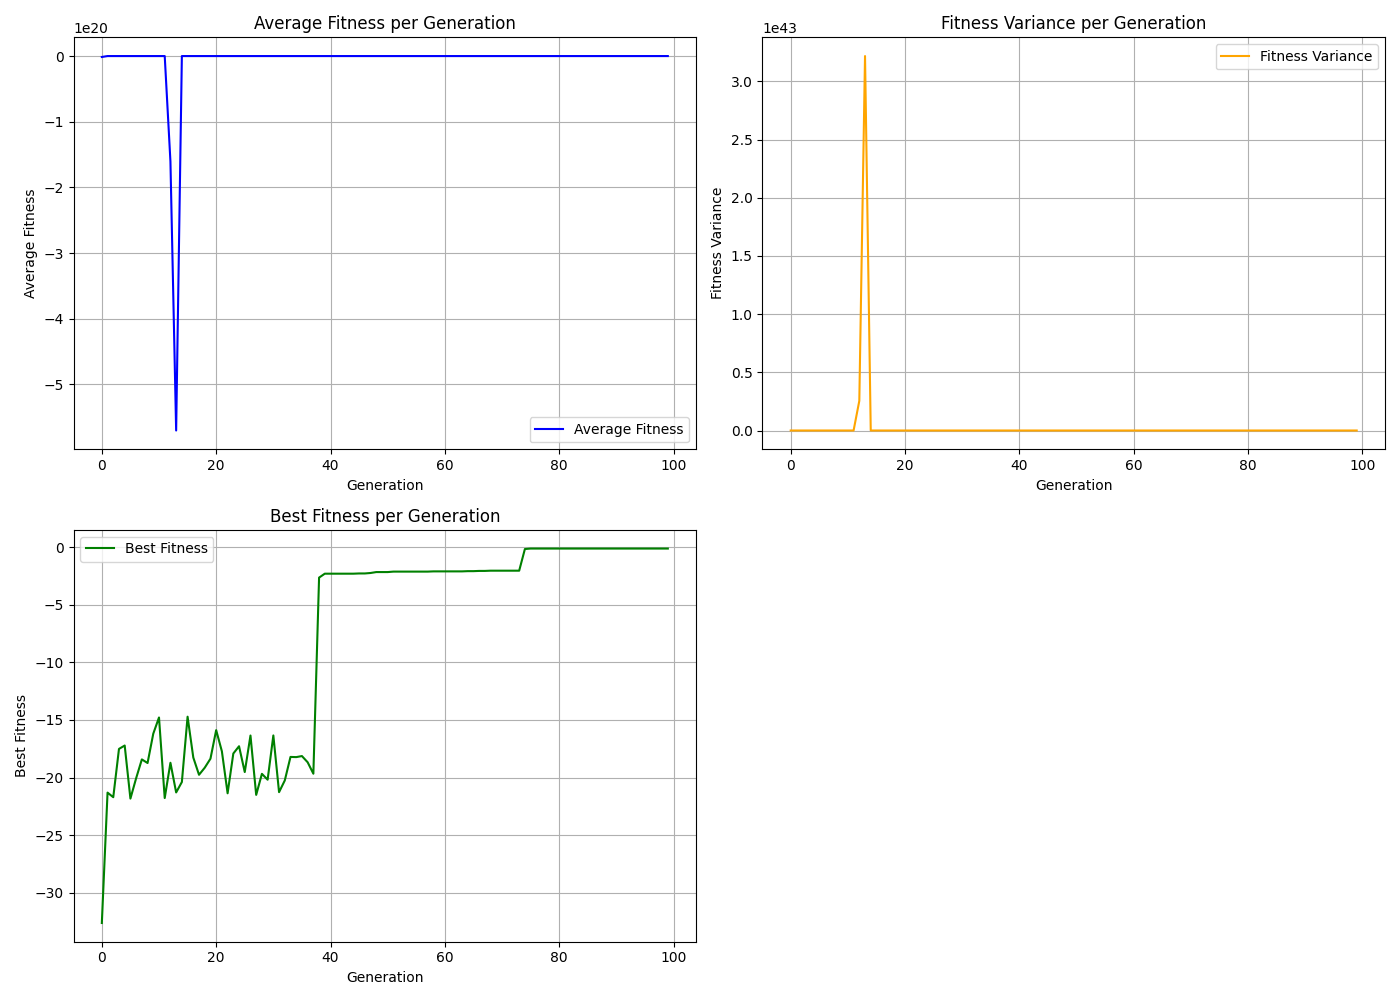 Average Fitness per Generation
1e20
0
−1
−2
−3
−4
−5
Average Fitness
Average Fitness
0 20 40 60 80 100
Generation
Fitness Variance per Generation
1e43
Fitness Variance
3.0
2.5
2.0
1.5
1.0
0.5
0.0
Fitness Variance
0 20 40 60 80 100
Generation
Best Fitness per Generation
Best Fitness
0
−5
−10
−15
−20
−25
−30
Best Fitness
0 20 40 60 80 100
Generation